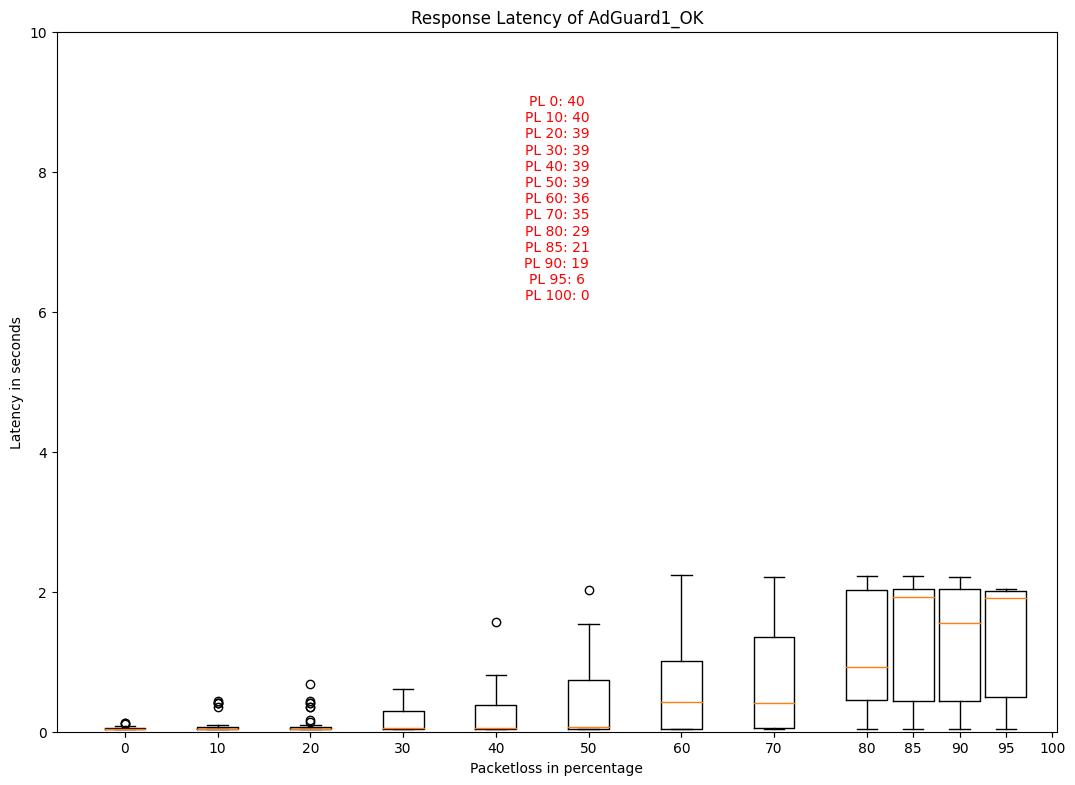 Response Latency of AdGuard1_OK
10
8
6
4
2
0
Latency in seconds
PL 0: 40
PL 10: 40
PL 20: 39
PL 30: 39
PL 40: 39
PL 50: 39
PL 60: 36
PL 70: 35
PL 80: 29
PL 85: 21
PL 90: 19
PL 95: 6
PL 100: 0
0 10 20 30 40 50 60 70 80 85 90 95 100
Packetloss in percentage